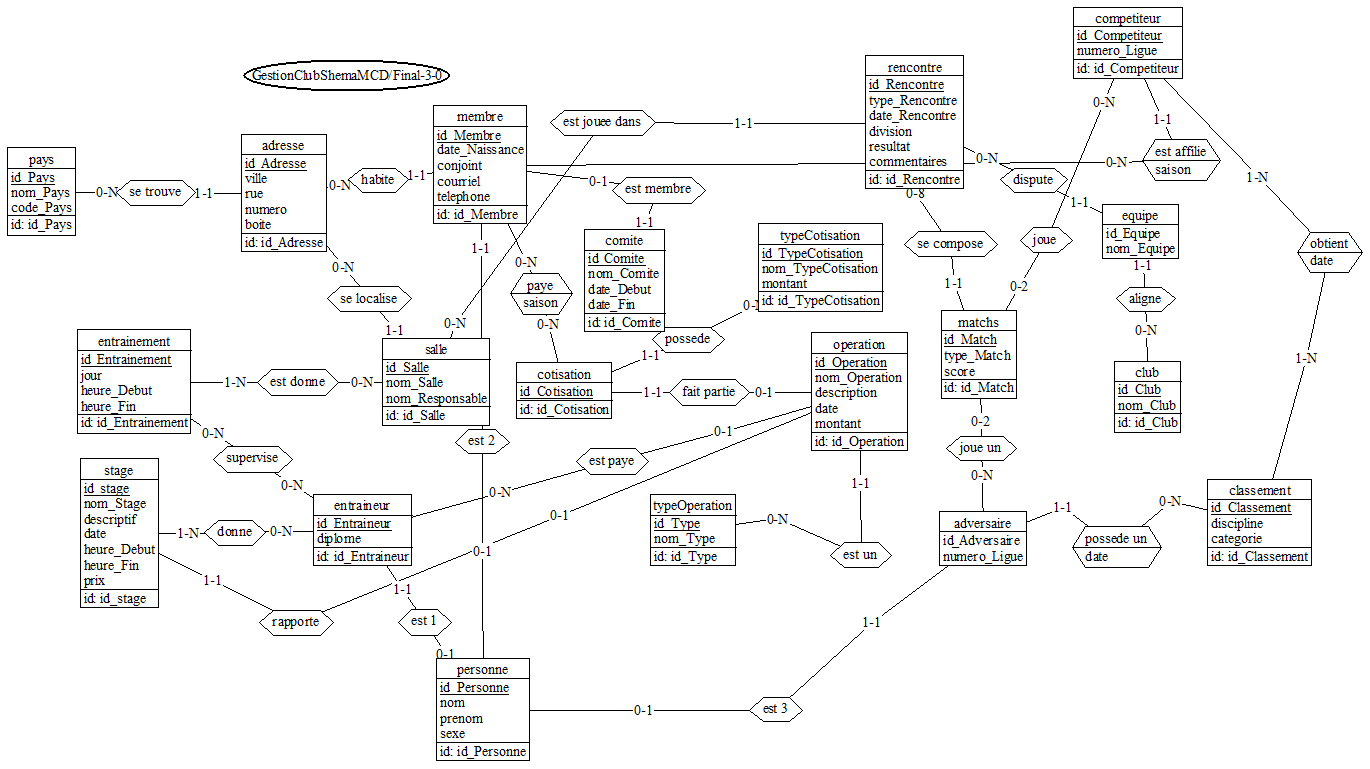 GestionClubShemaMCD/Final-3-0
competiteur
id_Competiteur
numero_Ligue
id: id_Competiteur
rencontre
id_Rencontre
type_Rencontre
date_Rencontre
division
resultat
commentaires
id: id_Rencontre
membre
id_Membre
date_Naissance
conjoint
courriel
telephone
id: id_Membre
est jouee dans
1-1
0-N
1-1
est affilie
saison
0-N
0-N
dispute
1-1
pays
id_Pays
nom_Pays
code_Pays
id: id_Pays
0-N
se trouve
1-1
adresse
id_Adresse
ville
rue
numero
boite
id: id_Adresse
0-N
habite
1-1
0-1
est membre
1-1
comite
id_Comite
nom_Comite
date_Debut
date_Fin
id: id_Comite
typeCotisation
id_TypeCotisation
nom_TypeCotisation
montant
id: id_TypeCotisation
0-8
se compose
1-1
joue
0-2
equipe
id_Equipe
nom_Equipe
1-1
aligne
0-N
1-N
obtient
date
1-N
1-1
0-N
paye
saison
0-N
0-N
se localise
1-1
0-N
possede
1-1
matchs
id_Match
type_Match
score
id: id_Match
entrainement
id_Entrainement
jour
heure_Debut
heure_Fin
id: id_Entrainement
1-N
est donne
0-N
salle
id_Salle
nom_Salle
nom_Responsable
id: id_Salle
cotisation
id_Cotisation
id: id_Cotisation
1-1
fait partie
0-1
operation
id_Operation
nom_Operation
description
date
montant
id: id_Operation
club
id_Club
nom_Club
id: id_Club
0-N
supervise
0-N
est 2
0-1
est paye
0-N
0-1
0-2
joue un
0-N
1-1
est un
0-N
stage
id_stage
nom_Stage
descriptif
date
heure_Debut
heure_Fin
prix
id: id_stage
1-N
donne
0-N
entraineur
id_Entraineur
diplome
id: id_Entraineur
typeOperation
id_Type
nom_Type
id: id_Type
adversaire
id_Adversaire
numero_Ligue
1-1
possede un
date
0-N
classement
id_Classement
discipline
categorie
id: id_Classement
0-1
1-1
rapporte
1-1
est 1
0-1
1-1
personne
id_Personne
nom
prenom
sexe
id: id_Personne
0-1
est 3